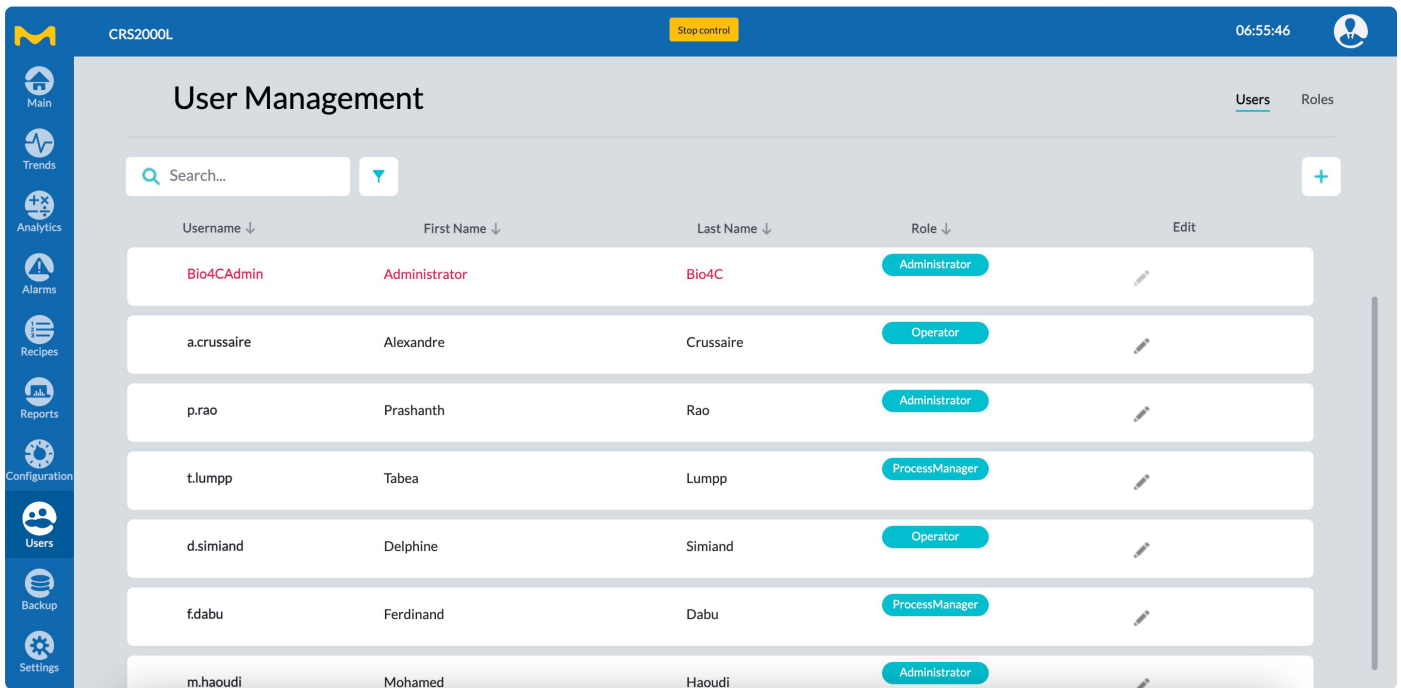 CRS2000L Stop control 06:55:46
Main
Trends
Analytics
Alarms
Recipes
Reports
Configuration
Users
Backup
Settings
User Management Users Roles
Search...
Username First Name Last Name Role Edit
Bio4CAdmin Administrator Bio4C Administrator
a.crussaire Alexandre Crussaire Operator
p.rao Prashanth Rao Administrator
t.lumpp Tabea Lumpp ProcessManager
d.simiand Delphine Simiand Operator
f.dabu Ferdinand Dabu ProcessManager
m.haoudi Mohamed Haoudi Administrator